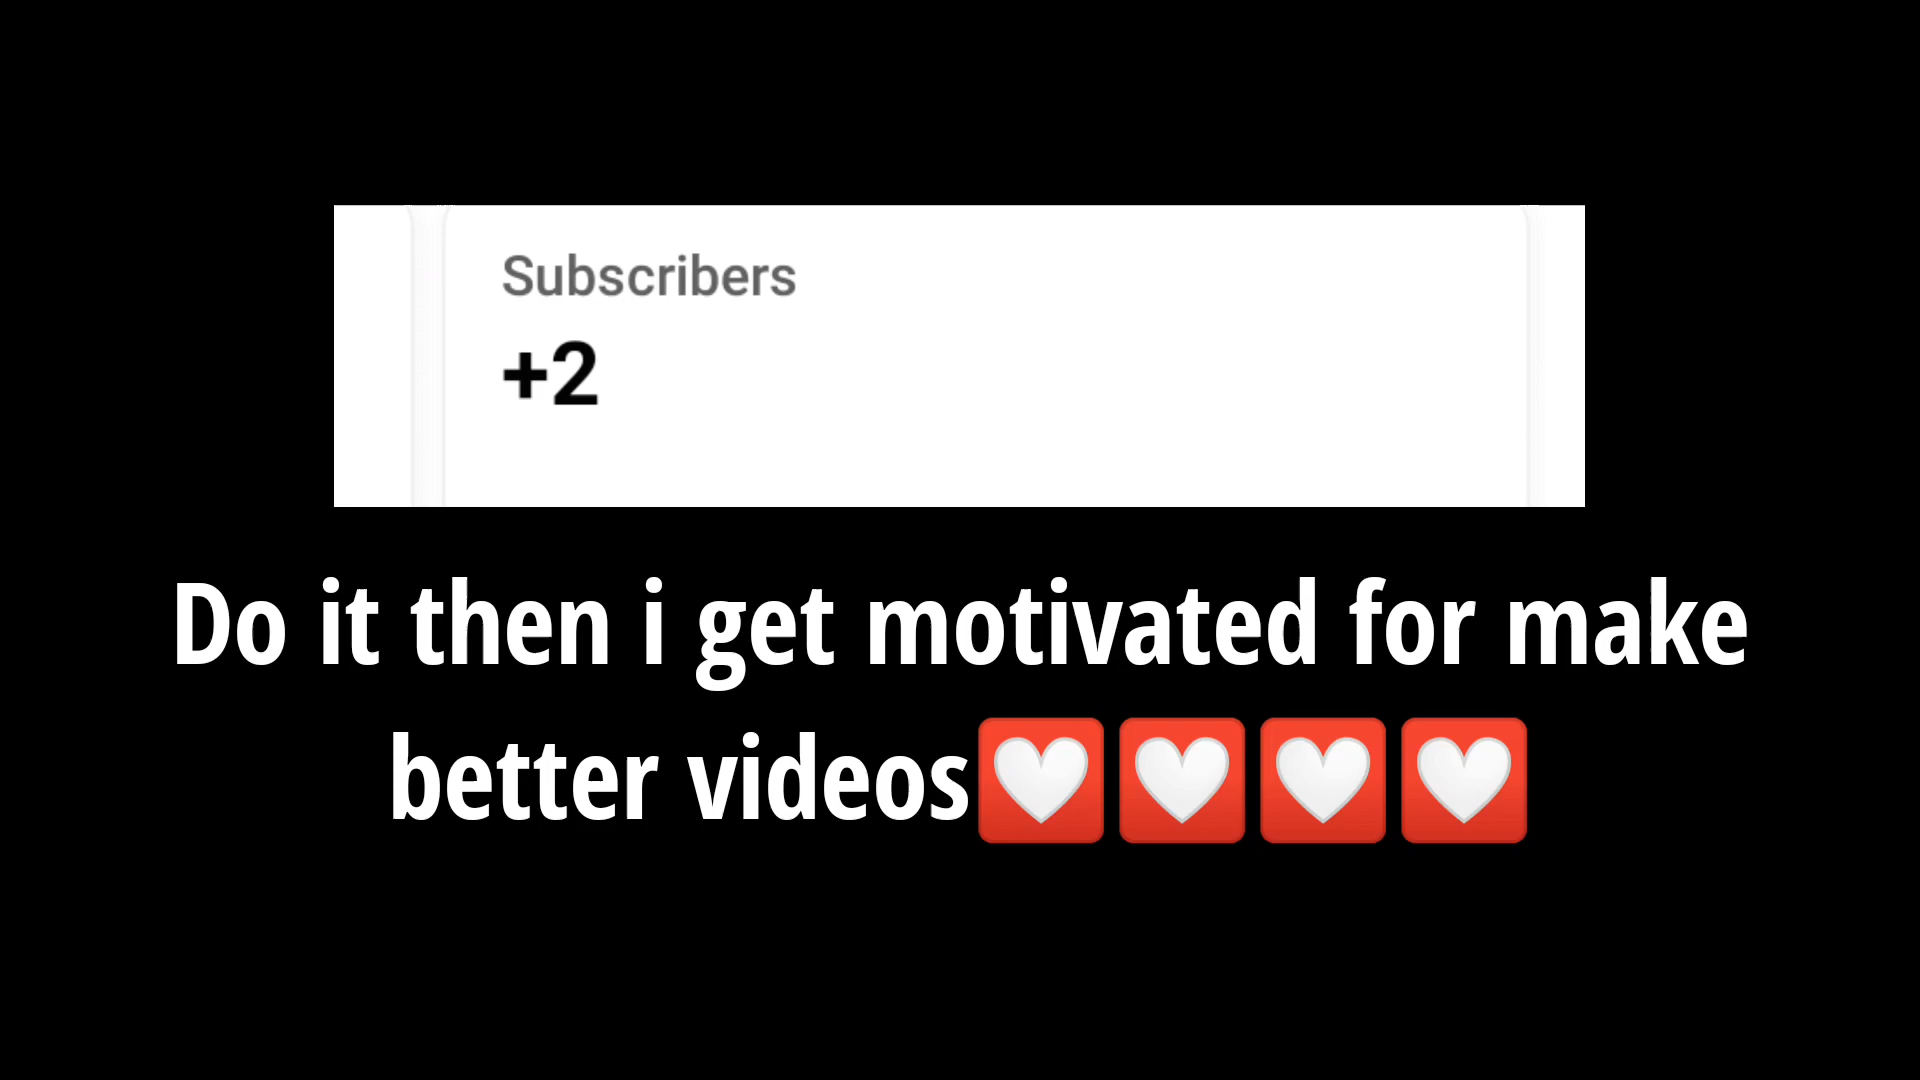 Subscribers
+2
Do it then i get motivated for make
better videos💟💟💟💟